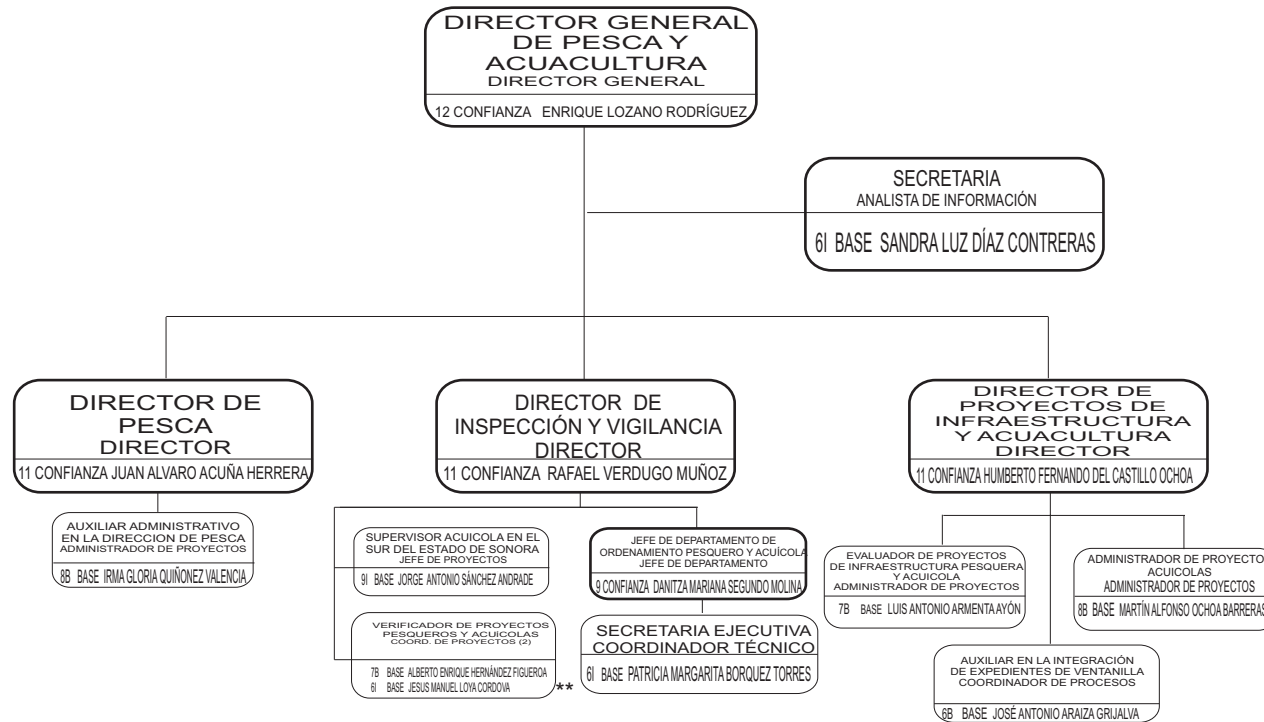 DIRECTOR GENERAL
DE PESCA Y
ACUACULTURA
DIRECTOR GENERAL
12 CONFIANZA ENRIQUE LOZANO RODRÍGUEZ
SECRETARIA
ANALISTA DE INFORMACIÓN
6I BASE SANDRA LUZ DÍAZ CONTRERAS
DIRECTOR DE
PESCA
DIRECTOR
11 CONFIANZA JUAN ALVARO ACUÑA HERRERA
DIRECTOR DE
INSPECCIÓN Y VIGILANCIA
DIRECTOR
11 CONFIANZA RAFAEL VERDUGO MUÑOZ
DIRECTOR DE
PROYECTOS DE
INFRAESTRUCTURA
Y ACUACULTURA
DIRECTOR
11 CONFIANZA HUMBERTO FERNANDO DEL CASTILLO OCHOA
AUXILIAR ADMINISTRATIVO
EN LA DIRECCION DE PESCA
ADMINISTRADOR DE PROYECTOS
8B BASE IRMA GLORIA QUIÑONEZ VALENCIA
SUPERVISOR ACUICOLA EN EL
SUR DEL ESTADO DE SONORA
JEFE DE PROYECTOS
9I BASE JORGE ANTONIO SÁNCHEZ ANDRADE
JEFE DE DEPARTAMENTO DE
ORDENAMIENTO PESQUERO Y ACUÍCOLA
JEFE DE DEPARTAMENTO
9 CONFIANZA DANITZA MARIANA SEGUNDO MOLINA
EVALUADOR DE PROYECTOS
DE INFRAESTRUCTURA PESQUERA
Y ACUICOLA
ADMINISTRADOR DE PROYECTOS
7B BASE LUIS ANTONIO ARMENTA AYÓN
ADMINISTRADOR DE PROYECTO
ACUICOLAS
ADMINISTRADOR DE PROYECTOS
8B BASE MARTÍN ALFONSO OCHOA BARRERAS
VERIFICADOR DE PROYECTOS
PESQUEROS Y ACUICOLAS
COORD. DE PROYECTOS (2)
7B BASE ALBERTO ENRIQUE HERNÁNDEZ FIGUEROA
6I BASE JESUS MANUEL LOYA CORDOVA **
SECRETARIA EJECUTIVA
COORDINADOR TÉCNICO
6I BASE PATRICIA MARGARITA BORQUEZ TORRES
AUXILIAR EN LA INTEGRACIÓN
DE EXPEDIENTES DE VENTANILLA
COORDINADOR DE PROCESOS
6B BASE JOSÉ ANTONIO ARAIZA GRIJALVA